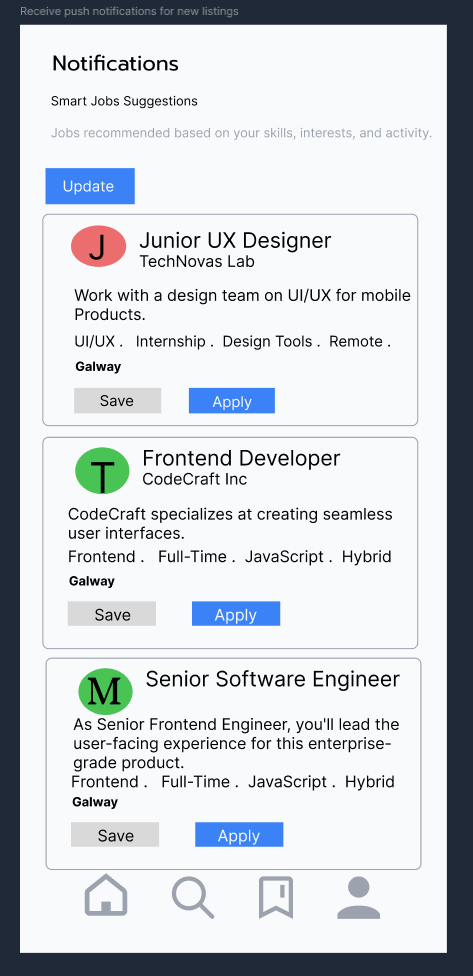 Receive push notifications for new listings
Notifications
Smart Jobs Suggestions
Jobs recommended based on your skills, interests, and activity.
Update
J
Junior UX Designer
TechNovas Lab
Work with a design team on UI/UX for mobile
Products.
UI/UX . Internship . Design Tools . Remote .
Galway
Save Apply
T
Frontend Developer
CodeCraft Inc
CodeCraft specializes at creating seamless
user interfaces.
Frontend . Full-Time . JavaScript . Hybrid
Galway
Save Apply
M
Senior Software Engineer
As Senior Frontend Engineer, you'll lead the
user-facing experience for this enterprise-
grade product.
Frontend . Full-Time . JavaScript . Hybrid
Galway
Save Apply